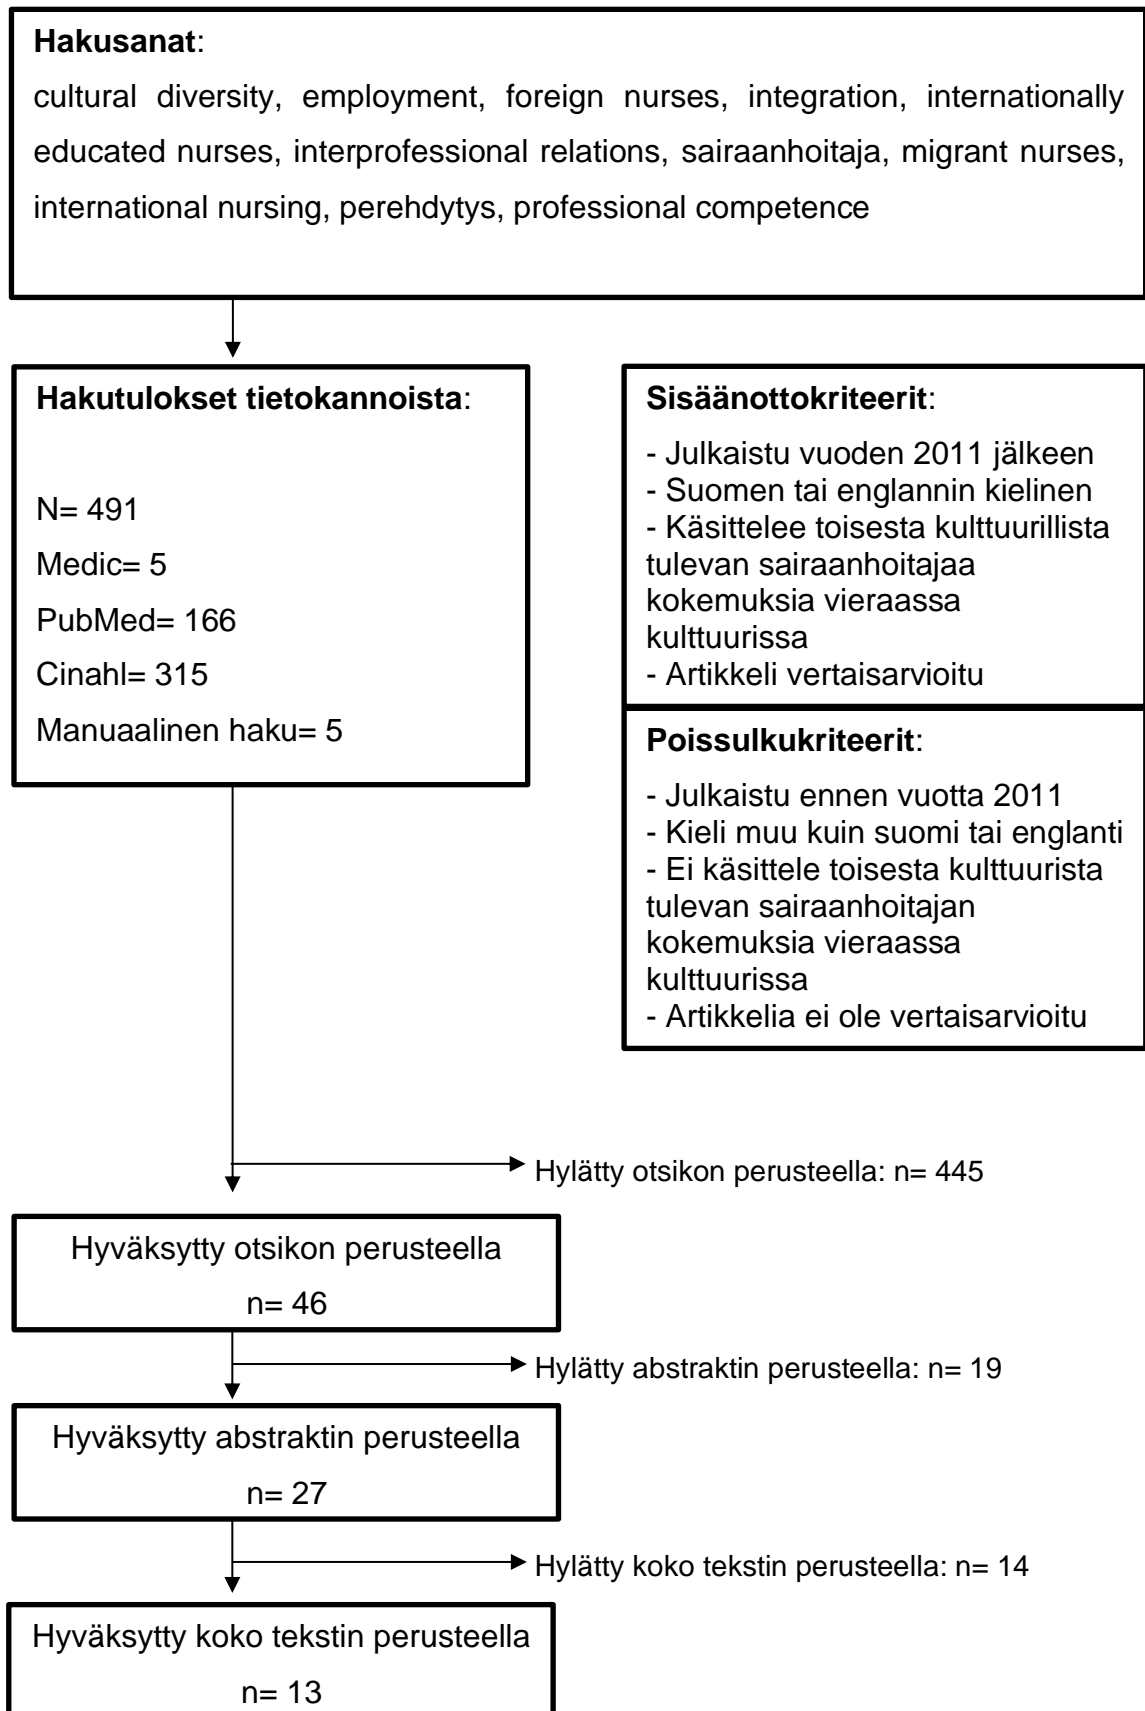 Hakusanat:
cultural diversity, employment, foreign nurses, integration, internationally
educated nurses, interprofessional relations, sairaanhoitaja, migrant nurses,
international nursing, perehdytys, professional competence
Hakutulokset tietokannoista:
N= 491
Medic= 5
PubMed= 166
Cinahl= 315
Manuaalinen haku= 5
Sisäänottokriteerit:
- Julkaistu vuoden 2011 jälkeen
- Suomen tai englannin kielinen
- Käsittelee toisesta kulttuurillista
tulevan sairaanhoitajaa
kokemuksia vieraassa
kulttuurissa
- Artikkeli vertaisarvioitu
Poissulkukriteerit:
- Julkaistu ennen vuotta 2011
- Kieli muu kuin suomi tai englanti
- Ei käsittele toisesta kulttuurista
tulevan sairaanhoitajan
kokemuksia vieraassa
kulttuurissa
- Artikkelia ei ole vertaisarvioitu
Hylätty otsikon perusteella: n= 445
Hyväksytty otsikon perusteella
n= 46
Hylätty abstraktin perusteella: n= 19
Hyväksytty abstraktin perusteella
n= 27
Hylätty koko tekstin perusteella: n= 14
Hyväksytty koko tekstin perusteella
n= 13